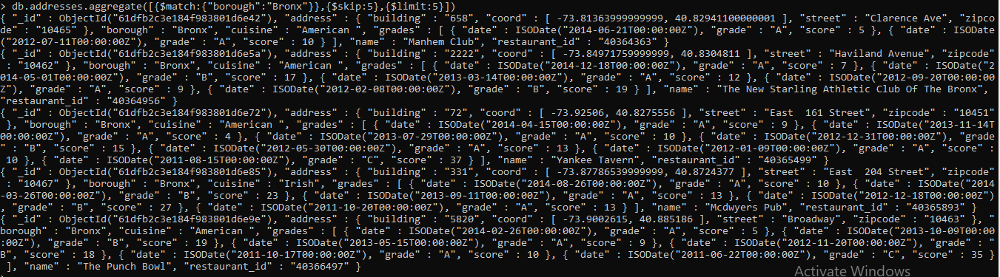 > db.addresses.aggregate([{$match:{"borough":"Bronx"}},{$skip:5},{$limit:5}])
{ "_id" : ObjectId("61dfb2c3e184f983801d6e42"), "address" : { "building" : "658", "coord" : [ -73.81363999999999, 40.82941100000001 ], "street" : "Clarence Ave", "zipco
de" : "10465" }, "borough" : "Bronx", "cuisine" : "American ", "grades" : [ { "date" : ISODate("2014-06-21T00:00:00Z"), "grade" : "A", "score" : 5 }, { "date" : ISODate
("2012-07-11T00:00:00Z"), "grade" : "A", "score" : 10 } ], "name" : "Manhem Club", "restaurant_id" : "40364363" }
{ "_id" : ObjectId("61dfb2c3e184f983801d6e5a"), "address" : { "building" : "2222", "coord" : [ -73.84971759999999, 40.8304811 ], "street" : "Haviland Avenue", "zipcode"
 : "10462" }, "borough" : "Bronx", "cuisine" : "American ", "grades" : [ { "date" : ISODate("2014-12-18T00:00:00Z"), "grade" : "A", "score" : 7 }, { "date" : ISODate("2
014-05-01T00:00:00Z"), "grade" : "B", "score" : 17 }, { "date" : ISODate("2013-03-14T00:00:00Z"), "grade" : "A", "score" : 12 }, { "date" : ISODate("2012-09-20T00:00:00
Z"), "grade" : "A", "score" : 9 }, { "date" : ISODate("2012-02-08T00:00:00Z"), "grade" : "B", "score" : 19 } ], "name" : "The New Starling Athletic Club Of The Bronx",
"restaurant_id" : "40364956" }
{ "_id" : ObjectId("61dfb2c3e184f983801d6e72"), "address" : { "building" : "72", "coord" : [ -73.92506, 40.8275556 ], "street" : "East  161 Street", "zipcode" : "10451"
 }, "borough" : "Bronx", "cuisine" : "American ", "grades" : [ { "date" : ISODate("2014-04-15T00:00:00Z"), "grade" : "A", "score" : 9 }, { "date" : ISODate("2013-11-14T
00:00:00Z"), "grade" : "A", "score" : 4 }, { "date" : ISODate("2013-07-29T00:00:00Z"), "grade" : "A", "score" : 10 }, { "date" : ISODate("2012-12-31T00:00:00Z"), "grade
" : "B", "score" : 15 }, { "date" : ISODate("2012-05-30T00:00:00Z"), "grade" : "A", "score" : 13 }, { "date" : ISODate("2012-01-09T00:00:00Z"), "grade" : "A", "score" :
 10 }, { "date" : ISODate("2011-08-15T00:00:00Z"), "grade" : "C", "score" : 37 } ], "name" : "Yankee Tavern", "restaurant_id" : "40365499" }
{ "_id" : ObjectId("61dfb2c3e184f983801d6e85"), "address" : { "building" : "331", "coord" : [ -73.87786539999999, 40.8724377 ], "street" : "East  204 Street", "zipcode"
 : "10467" }, "borough" : "Bronx", "cuisine" : "Irish", "grades" : [ { "date" : ISODate("2014-08-26T00:00:00Z"), "grade" : "A", "score" : 10 }, { "date" : ISODate("2014
-03-26T00:00:00Z"), "grade" : "B", "score" : 23 }, { "date" : ISODate("2013-09-11T00:00:00Z"), "grade" : "A", "score" : 13 }, { "date" : ISODate("2012-12-18T00:00:00Z")
, "grade" : "B", "score" : 27 }, { "date" : ISODate("2011-10-20T00:00:00Z"), "grade" : "A", "score" : 13 } ], "name" : "Mcdwyers Pub", "restaurant_id" : "40365893" }
{ "_id" : ObjectId("61dfb2c3e184f983801d6e9e"), "address" : { "building" : "5820", "coord" : [ -73.9002615, 40.885186 ], "street" : "Broadway", "zipcode" : "10463" }, "
borough" : "Bronx", "cuisine" : "American ", "grades" : [ { "date" : ISODate("2014-02-26T00:00:00Z"), "grade" : "A", "score" : 5 }, { "date" : ISODate("2013-10-09T00:00
:00Z"), "grade" : "B", "score" : 19 }, { "date" : ISODate("2013-05-15T00:00:00Z"), "grade" : "A", "score" : 9 }, { "date" : ISODate("2012-11-20T00:00:00Z"), "grade" : "
B", "score" : 18 }, { "date" : ISODate("2011-10-17T00:00:00Z"), "grade" : "A", "score" : 10 }, { "date" : ISODate("2011-06-22T00:00:00Z"), "grade" : "C", "score" : 35 }
 ], "name" : "The Punch Bowl", "restaurant_id" : "40366497" }
Activate Windows